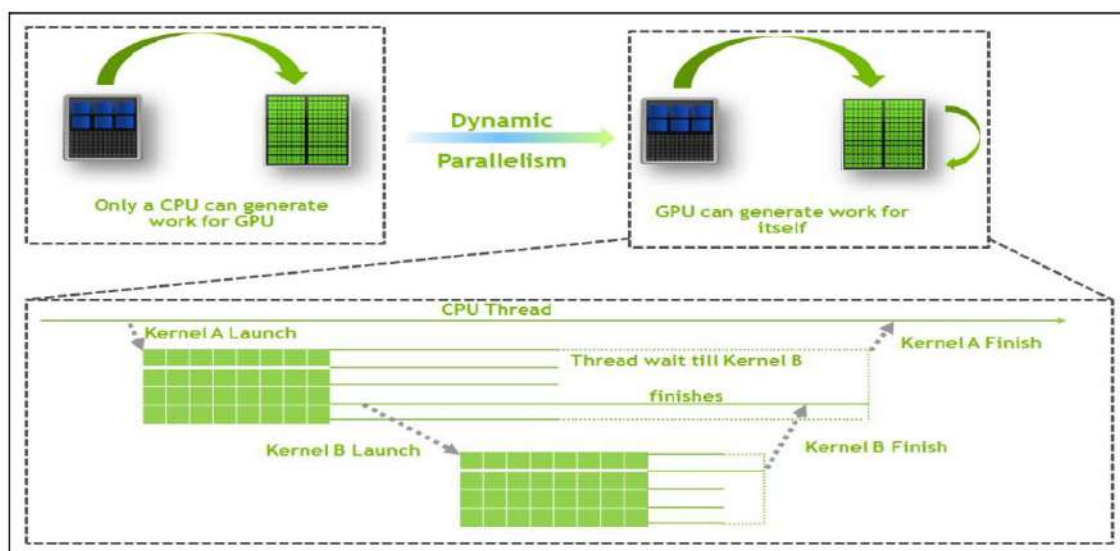 Only a CPU can generate
work for GPU
Dynamic
Parallelism
GPU can generate work for
itself
CPU Thread
Kernel A Launch
Kernel A Finish
Thread wait till Kernel B
finishes
Kernel B Launch
Kernel B Finish